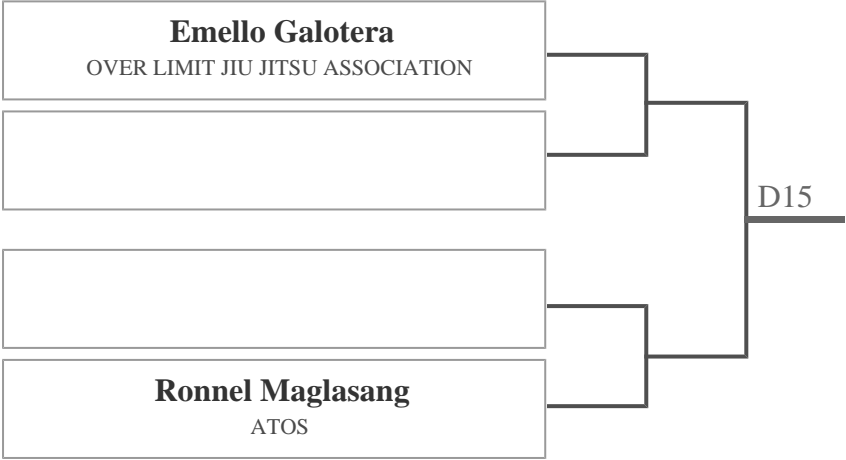 Emello Galotera
OVER LIMIT JIU JITSU ASSOCIATION
D15
Ronnel Maglasang
ATOS